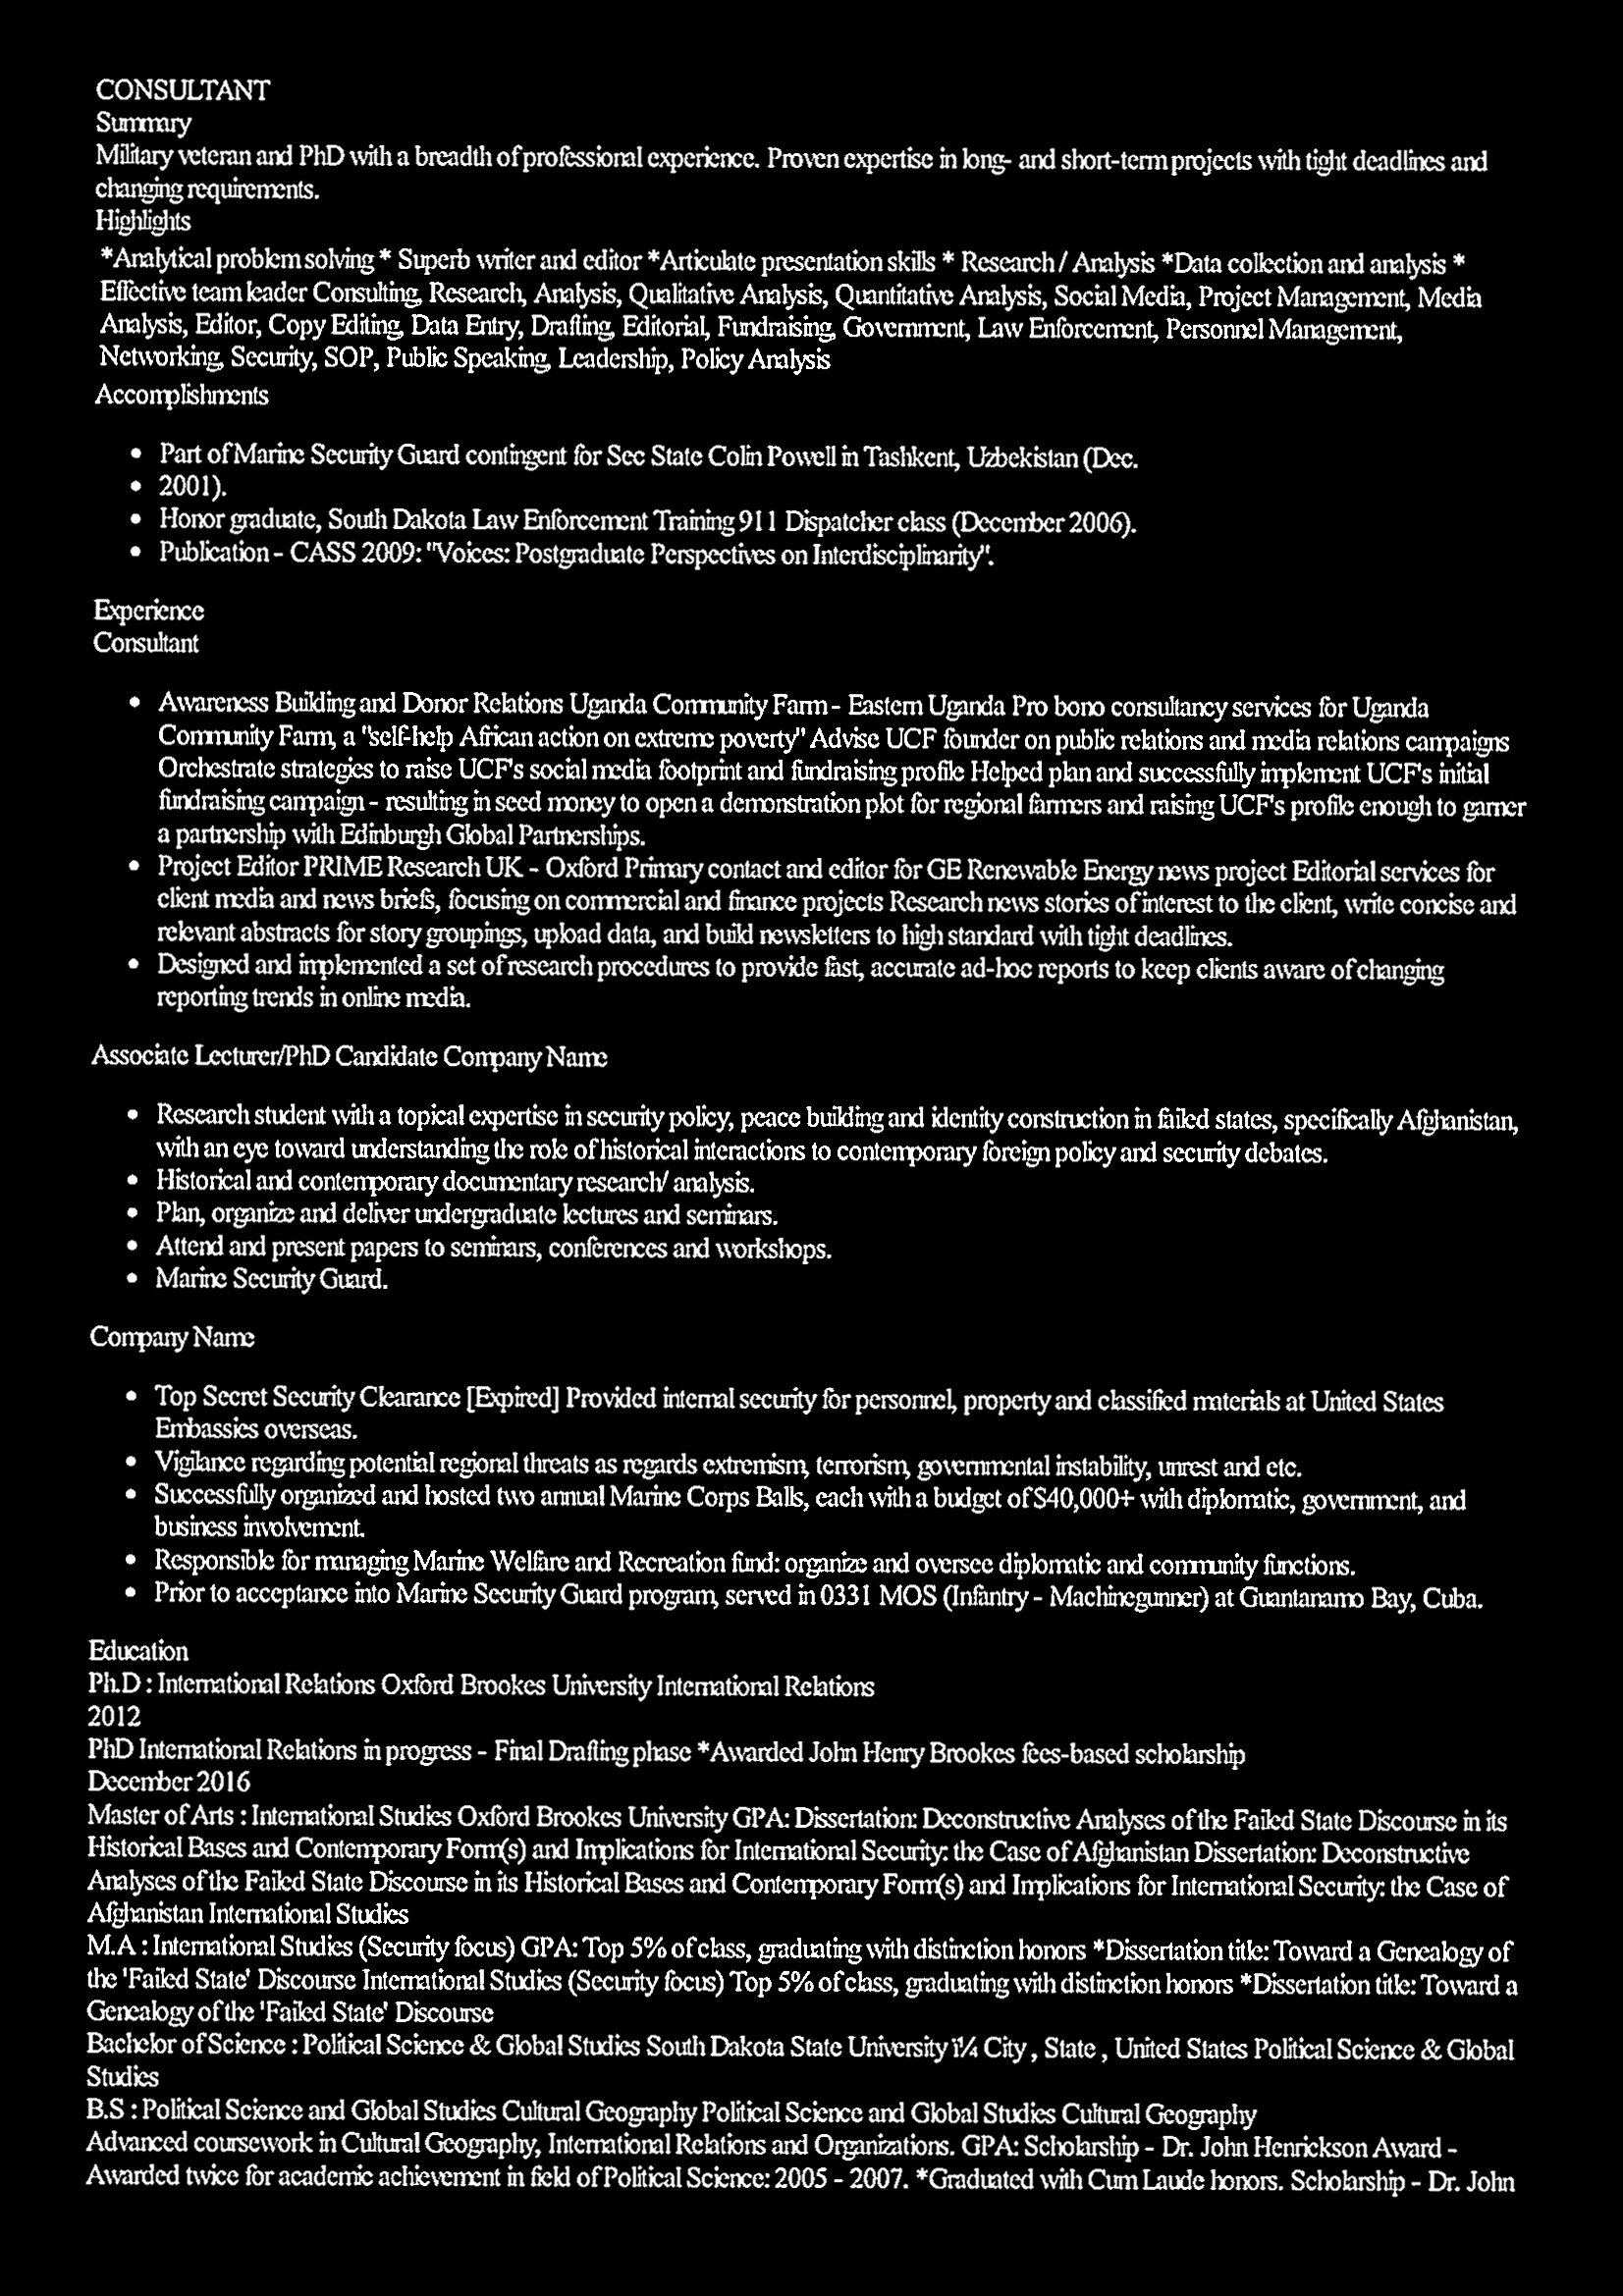 CONSULTANT
Summary
Military veteran and PhD with a breadth of professional experience. Proven expertise in long- and short-term projects with tight deadlines and
changing requirements.
Highlights
*Analytical problem solving * Superb writer and editor *Articulate presentation skills * Research / Analysis *Data collection and analysis *
Effective team leader Consulting, Research, Analysis, Qualitative Analysis, Quantitative Analysis, Social Media, Project Management, Media
Analysis, Editor, Copy Editing, Data Entry, Drafting, Editorial, Fundraising, Government, Law Enforcement, Personnel Management,
Networking, Security, SOP, Public Speaking, Leadership, Policy Analysis
Accomplishments
• Part of Marine Security Guard contingent for Sec State Colin Powell in Tashkent, Uzbekistan (Dec.
• 2001).
• Honor graduate, South Dakota Law Enforcement Training 911 Dispatcher class (December 2006).
• Publication - CASS 2009: "Voices: Postgraduate Perspectives on Interdisciplinarity".
Experience
Consultant
• Awareness Building and Donor Relations Uganda Community Farm - Eastern Uganda Pro bono consultancy services for Uganda
Community Farm, a "self-help African action on extreme poverty" Advise UCF founder on public relations and media relations campaigns
Orchestrate strategies to raise UCF's social media footprint and fundraising profile Helped plan and successfully implement UCF's initial
fundraising campaign - resulting in seed money to open a demonstration plot for regional farmers and raising UCF's profile enough to garner
a partnership with Edinburgh Global Partnerships.
• Project Editor PRIME Research UK - Oxford Primary contact and editor for GE Renewable Energy news project Editorial services for
client media and news briefs, focusing on commercial and finance projects Research news stories of interest to the client, write concise and
relevant abstracts for story groupings, upload data, and build newsletters to high standard with tight deadlines.
• Designed and implemented a set of research procedures to provide fast, accurate ad-hoc reports to keep clients aware of changing
reporting trends in online media.
Associate Lecturer/PhD Candidate Company Name
• Research student with a topical expertise in security policy, peace building and identity construction in failed states, specifically Afghanistan,
with an eye toward understanding the role of historical interactions to contemporary foreign policy and security debates.
• Historical and contemporary documentary research/ analysis.
• Plan, organize and deliver undergraduate lectures and seminars.
• Attend and present papers to seminars, conferences and workshops.
• Marine Security Guard.
Company Name
• Top Secret Security Clearance [Expired] Provided internal security for personnel, property and classified materials at United States
Embassies overseas.
• Vigilance regarding potential regional threats as regards extremism, terrorism, governmental instability, unrest and etc.
• Successfully organized and hosted two annual Marine Corps Balls, each with a budget of $40,000+ with diplomatic, government, and
business involvement.
• Responsible for managing Marine Welfare and Recreation fund: organize and oversee diplomatic and community functions.
• Prior to acceptance into Marine Security Guard program, served in 0331 MOS (Infantry - Machinegunner) at Guantanamo Bay, Cuba.
Education
Ph.D : International Relations Oxford Brookes University International Relations
2012
PhD International Relations in progress - Final Drafting phase *Awarded John Henry Brookes fees-based scholarship
December 2016
Master of Arts : International Studies Oxford Brookes University GPA: Dissertation: Deconstructive Analyses of the Failed State Discourse in its
Historical Bases and Contemporary Form(s) and Implications for International Security: the Case of Afghanistan Dissertation: Deconstructive
Analyses of the Failed State Discourse in its Historical Bases and Contemporary Form(s) and Implications for International Security: the Case of
Afghanistan International Studies
M.A : International Studies (Security focus) GPA: Top 5% of class, graduating with distinction honors *Dissertation title: Toward a Genealogy of
the 'Failed State' Discourse International Studies (Security focus) Top 5% of class, graduating with distinction honors *Dissertation title: Toward a
Genealogy of the 'Failed State' Discourse
Bachelor of Science : Political Science & Global Studies South Dakota State University ï¼ City , State , United States Political Science & Global
Studies
B.S : Political Science and Global Studies Cultural Geography Political Science and Global Studies Cultural Geography
Advanced coursework in Cultural Geography, International Relations and Organizations. GPA: Scholarship - Dr. John Henrickson Award -
Awarded twice for academic achievement in field of Political Science: 2005 - 2007. *Graduated with Cum Laude honors. Scholarship - Dr. John